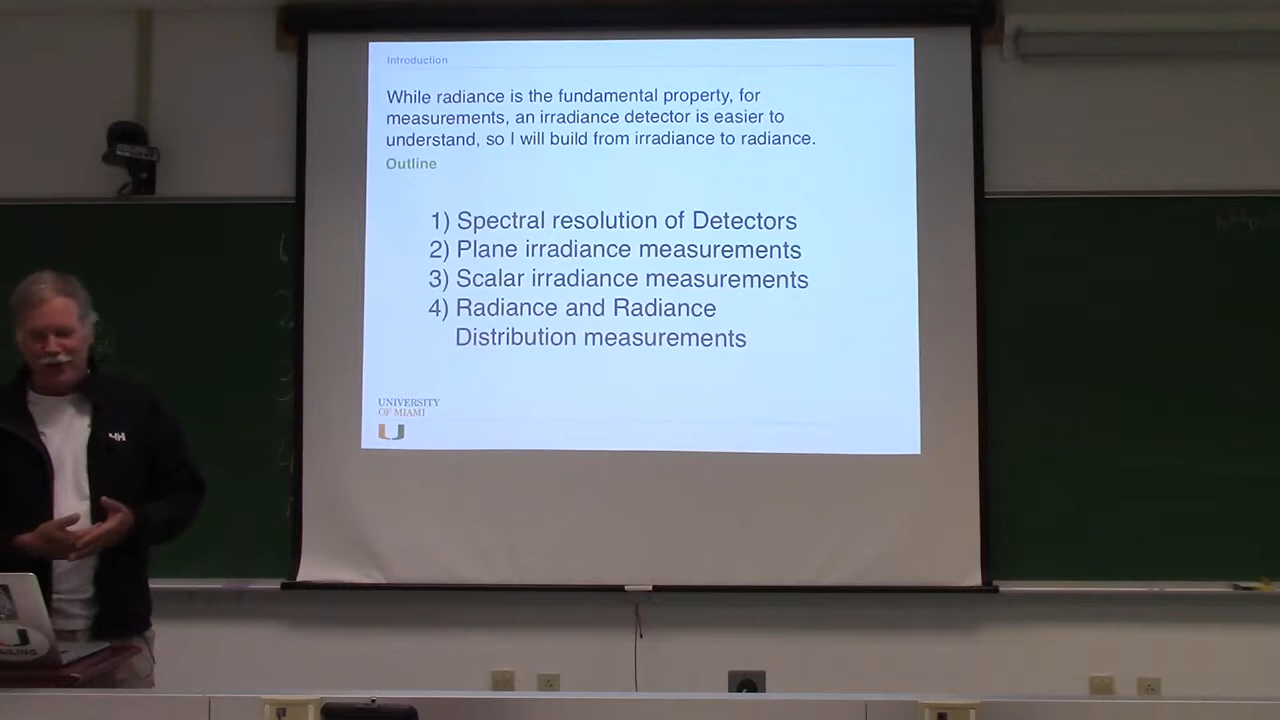 Introduction
While radiance is the fundamental property, for
measurements, an irradiance detector is easier to
understand, so I will build from irradiance to radiance.
Outline
1) Spectral resolution of Detectors
2) Plane irradiance measurements
3) Scalar irradiance measurements
4) Radiance and Radiance
Distribution measurements
UNIVERSITY
OF MIAMI
U
HH
U